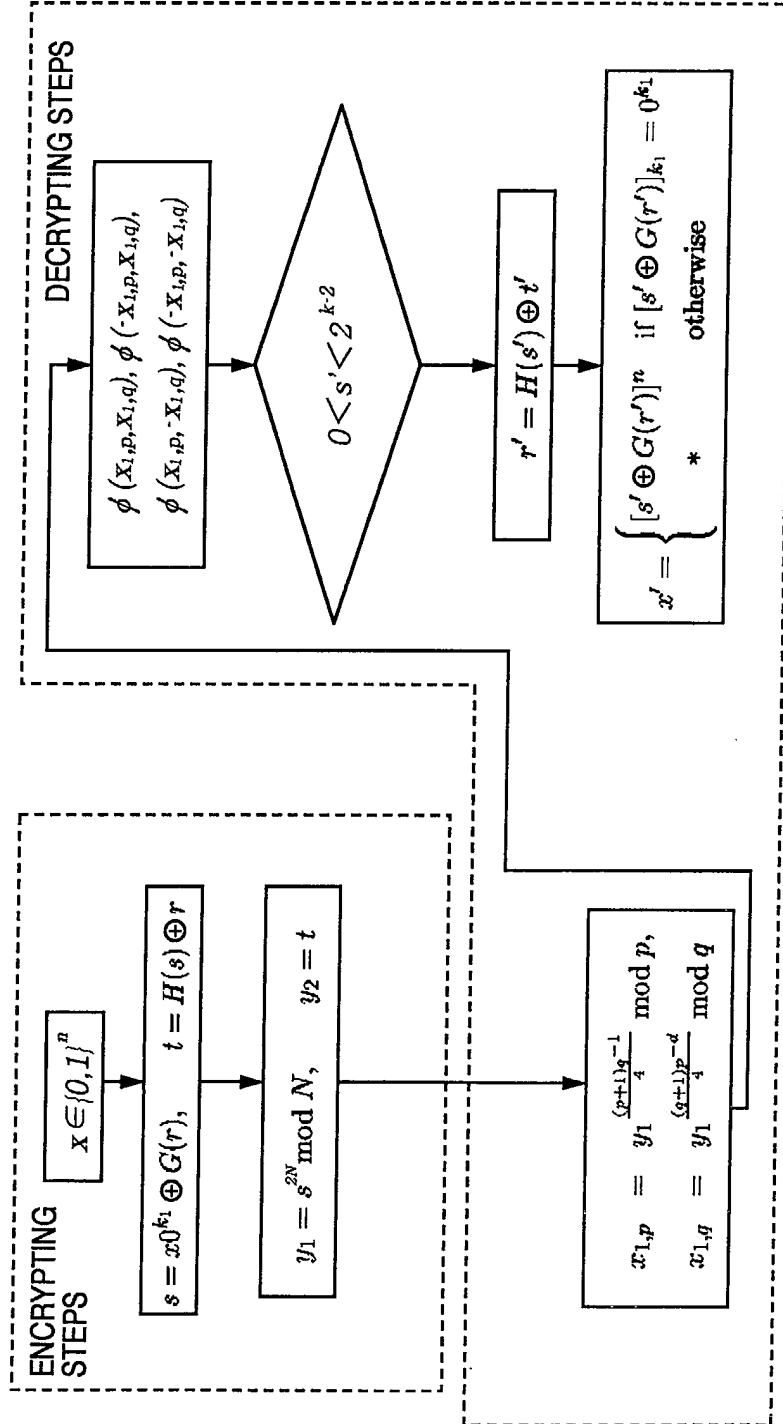 ENCRYPTING
STEPS
x ∈ {0,1}^n
s = x0^{k_1} ⊕ G(r),   t = H(s) ⊕ r
y_1 = s^{2N} mod N,   y_2 = t
x_{1,p} = y_1^{\frac{(p+1)q^{-1}}{4}} mod p,
x_{1,q} = y_1^{\frac{(q+1)p^{-d}}{4}} mod q
DECRYPTING STEPS
ϕ(x_{1,p}, x_{1,q}), ϕ(-x_{1,p}, x_{1,q}),
ϕ(x_{1,p}, -x_{1,q}), ϕ(-x_{1,p}, -x_{1,q})
0 < s' < 2^{k-2}
r' = H(s') ⊕ t'
x' = { [s' ⊕ G(r')]^n   if [s' ⊕ G(r')]_{k_1} = 0^{k_1}
*   otherwise